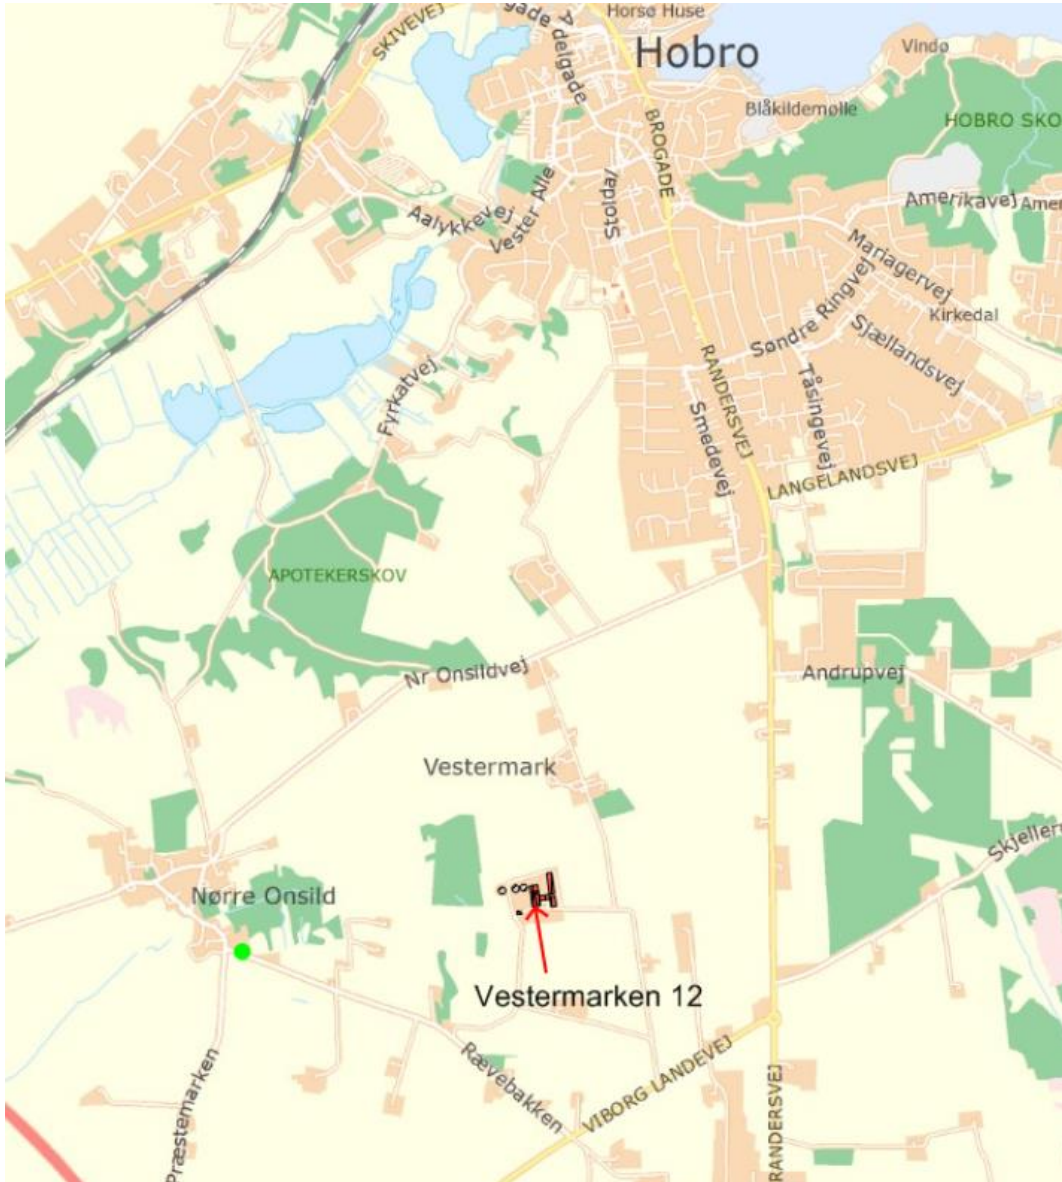 Horsø Huse
gade
Adelgade
SKIVEVEJ
Hobro
Vindø
Blåkildemølle
HOBRO SKO
BROGADE
Vester Alle
Aalykkevej
Amerikavej
Amer
Mariagervej
Kirkedal
Søndre Ringvej
Sjællandsvej
Fyrkatvej
RANDERSVEJ
Tåsingevej
Smedevej
LANGELANDSVEJ
APOTEKERSKOV
Nr Onsildvej
Andrupvej
Vestermark
Skjeller
Nørre Onsild
Vestermarken 12
Rævebakken
Præstemarken
VIBORG LANDEVEJ
RANDERSVEJ